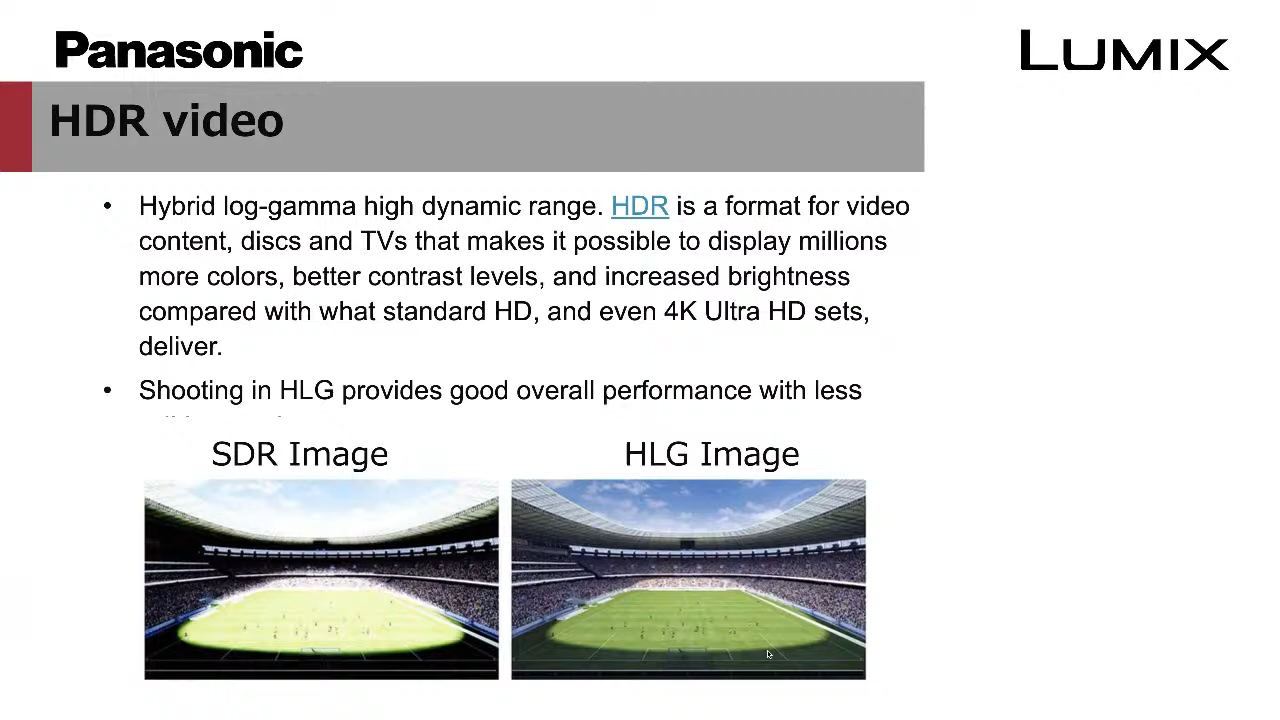 Panasonic
LUMIX
HDR video
• Hybrid log-gamma high dynamic range. HDR is a format for video
content, discs and TVs that makes it possible to display millions
more colors, better contrast levels, and increased brightness
compared with what standard HD, and even 4K Ultra HD sets,
deliver.
• Shooting in HLG provides good overall performance with less
SDR Image
HLG Image